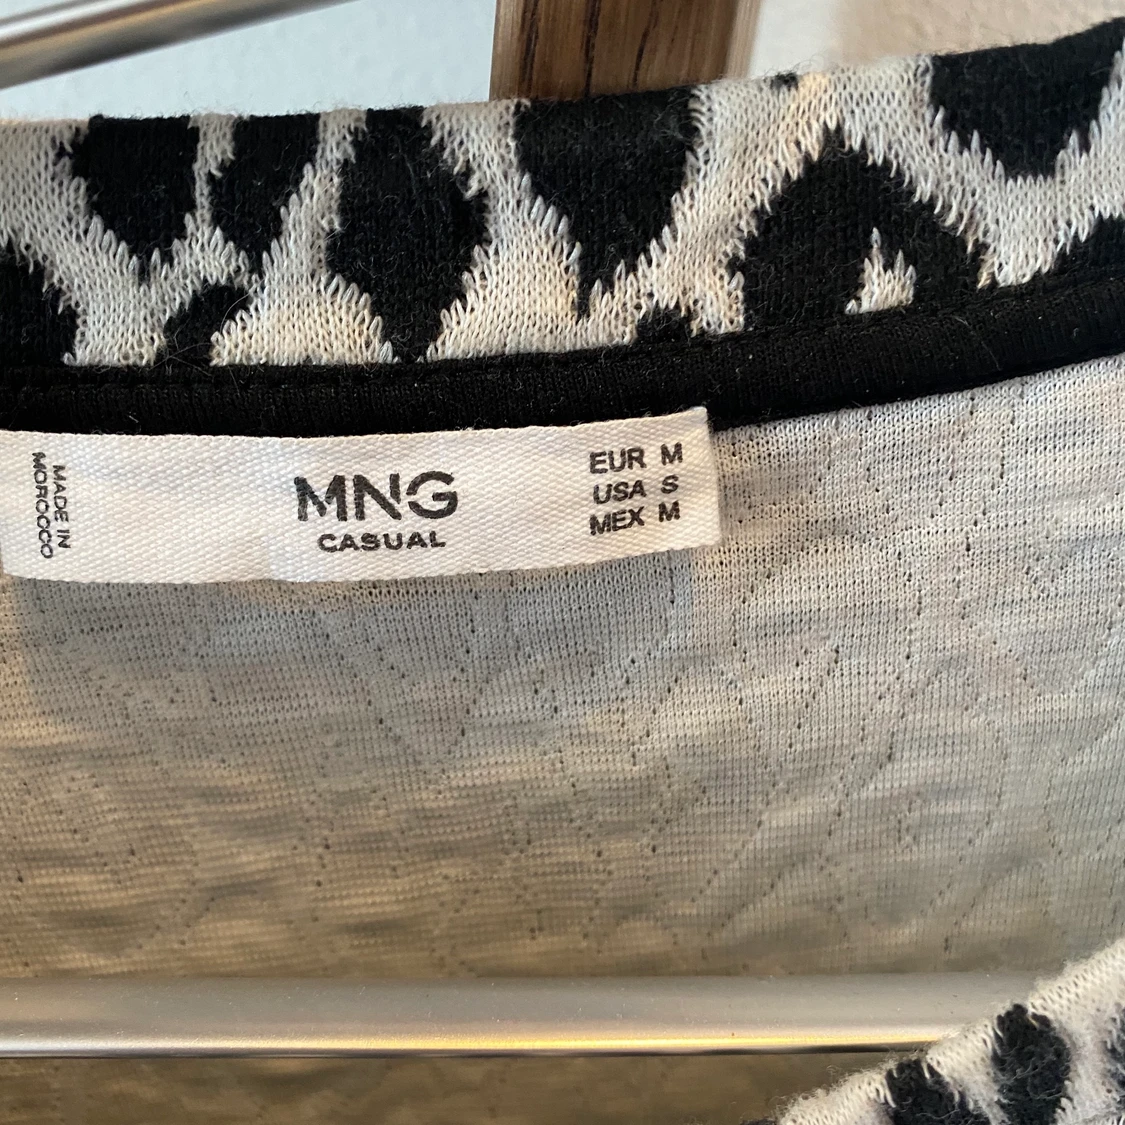 MADE IN
MOROCCO
MNG
CASUAL
EUR M
USA S
MEX M